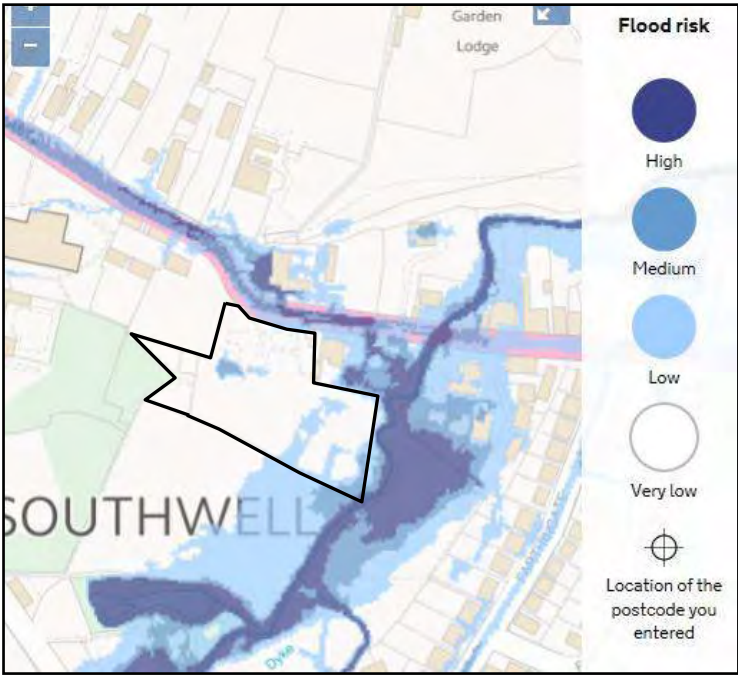 Garden
Lodge
SOUTHWELL
Dyke
Flood risk
High
Medium
Low
Very low
Location of the
postcode you
entered